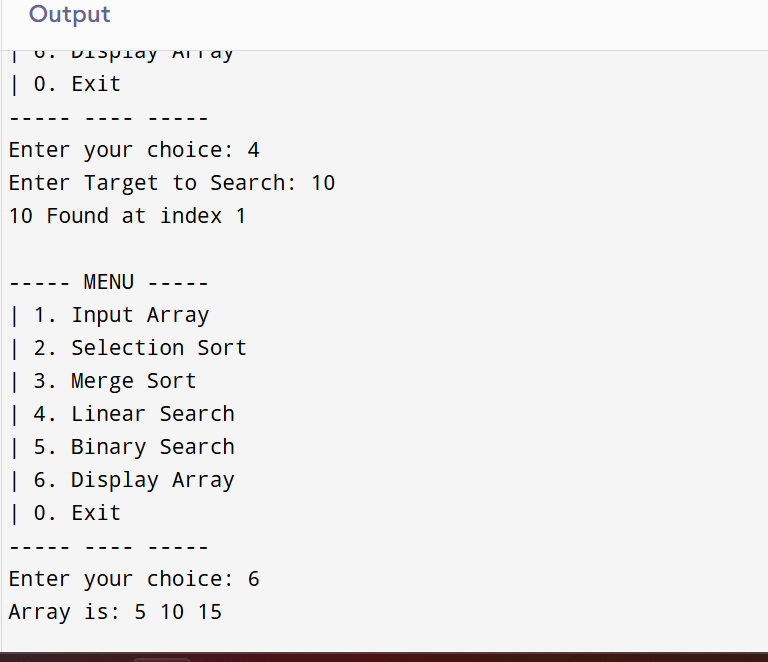 Output
| 6. Display Array
| 0. Exit
----- ---- -----
Enter your choice: 4
Enter Target to Search: 10
10 Found at index 1
----- MENU -----
| 1. Input Array
| 2. Selection Sort
| 3. Merge Sort
| 4. Linear Search
| 5. Binary Search
| 6. Display Array
| 0. Exit
----- ---- -----
Enter your choice: 6
Array is: 5 10 15